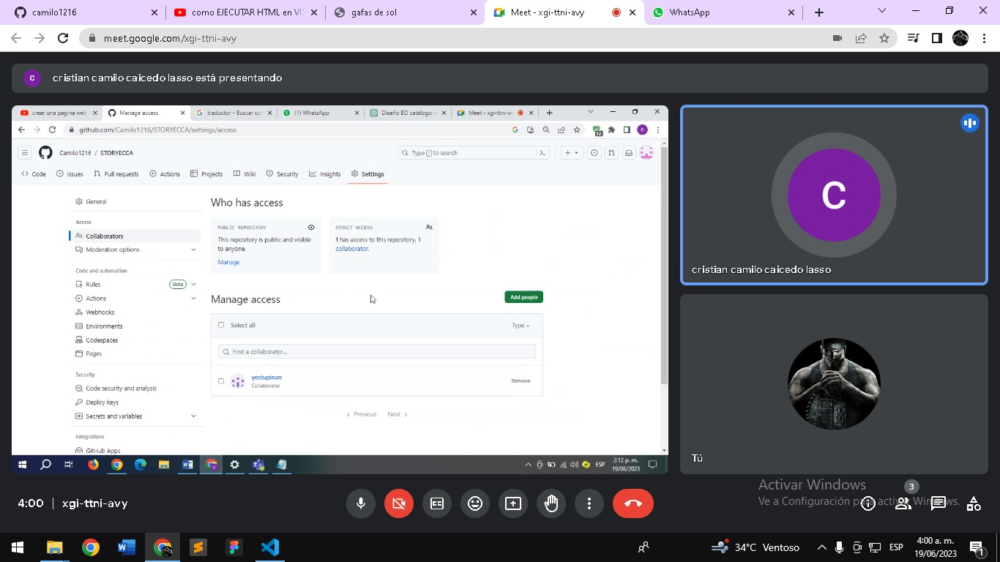 camilo1216
como EJECUTAR HTML en VIS
gafas de sol
Meet - xgi-ttni-avy
WhatsApp
meet.google.com/xgi-ttni-avy
C
cristian camilo caicedo lasso está presentando
crear una pagina web
Manage access
traductor - Buscar con
(1) WhatsApp
Diseño BD catálogo
Meet - xgi-ttni-av
github.com/Camilo1216/STORYECCA/settings/access
12
C
Camilo1216 / STORYECCA
Type / to search
Code
Issues
Pull requests
Actions
Projects
Wiki
Security
Insights
Settings
General
Access
Collaborators
Moderation options
Code and automation
Rules
Beta
Actions
Webhooks
Environments
Codespaces
Pages
Security
Code security and analysis
Deploy keys
Secrets and variables
Integrations
GitHub Apps
Who has access
PUBLIC REPOSITORY
This repository is public and visible
to anyone.
Manage
DIRECT ACCESS
1 has access to this repository. 1
collaborator.
Manage access
Add people
Select all
Type
Find a collaborator...
yestupinan
Collaborator
Remove
Previous
Next
ESP
2:12 p. m.
19/06/2023
C
cristian camilo caicedo lasso
Tú
Activar Windows
Ve a Configuración para activar Windows.
4:00 | xgi-ttni-avy
3
34°C Ventoso
ESP
4:00 a. m.
19/06/2023
1